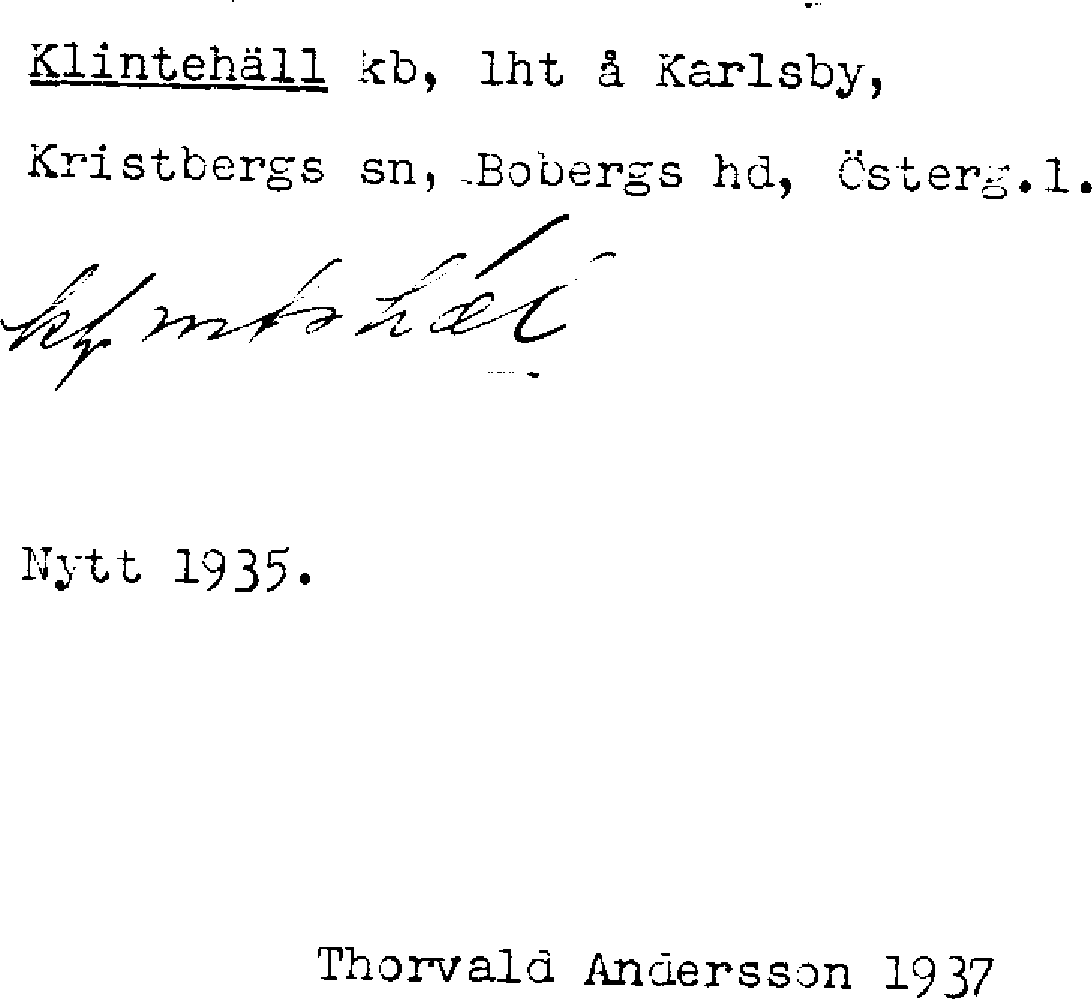 Klintehäll kb, lht å Karlsby,
Kristbergs sn, Bobergs hd, Österg.l.
Nytt 1935.
Thorvald Andersson 1937